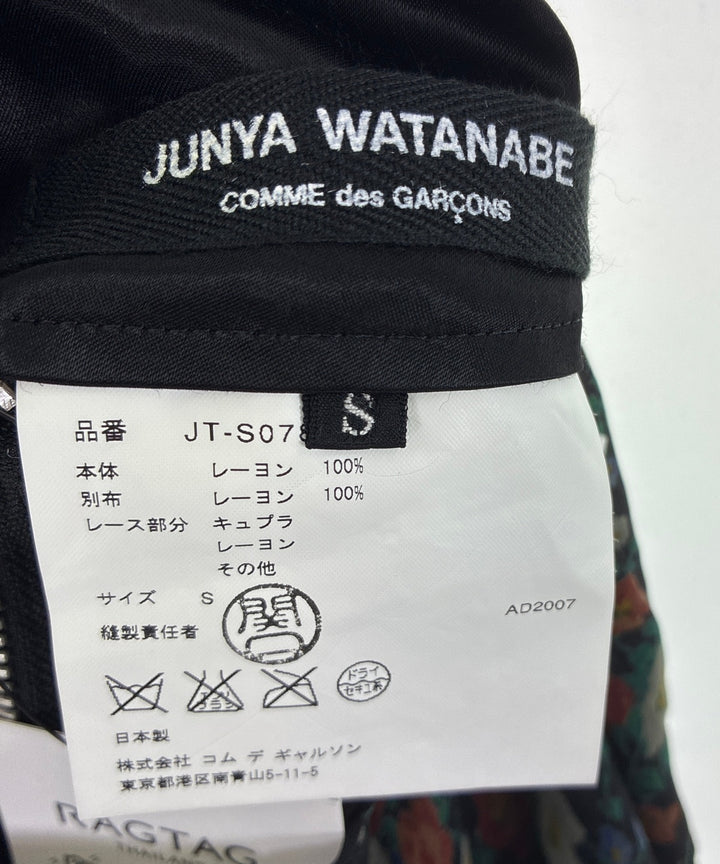 JUNYA WATANABE
COMME des GARÇONS
S
品番 JT-S078
本体 レーヨン 100%
別布 レーヨン 100%
レース部分 キュプラ
レーヨン
その他
サイズ S
AD2007
縫製責任者 関口
ドライ
セキユ系
日本製
株式会社 コム デ ギャルソン
東京都港区南青山5-11-5
RAGTAG
THAILAND